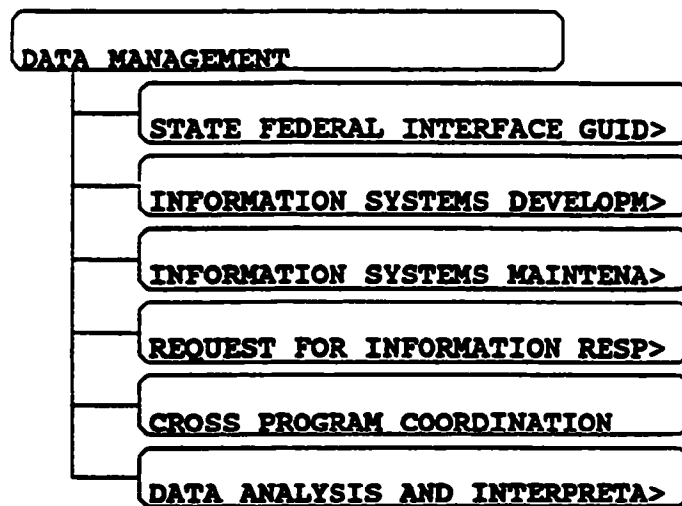 DATA MANAGEMENT
STATE FEDERAL INTERFACE GUID>
INFORMATION SYSTEMS DEVELOPM>
INFORMATION SYSTEMS MAINTENA>
REQUEST FOR INFORMATION RESP>
CROSS PROGRAM COORDINATION
DATA ANALYSIS AND INTERPRETA>